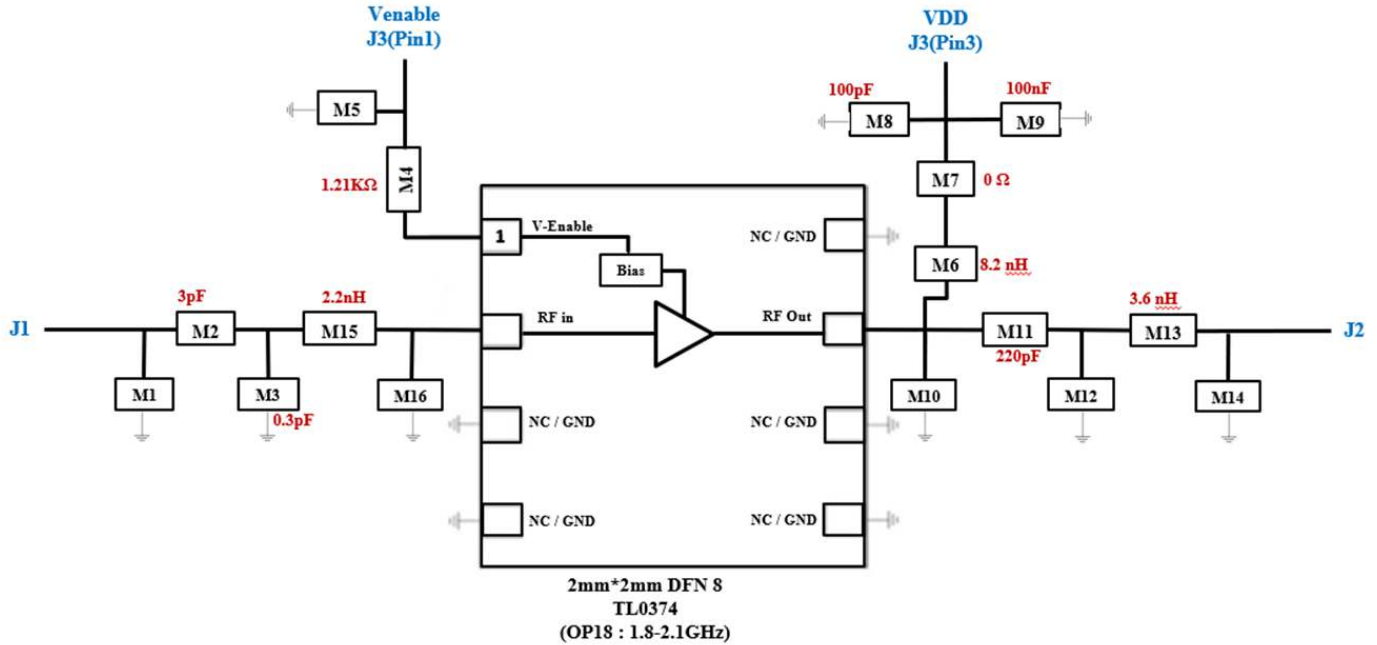 Venable
J3(Pin1)
VDD
J3(Pin3)
M5
100pF
100nF
M8
M9
1.21KΩ
M4
M7
0 Ω
1
V-Enable
NC / GND
Bias
M6
8.2 nH
3pF
2.2nH
3.6 nH
J1
M2
M15
RF in
RF Out
M11
M13
J2
220pF
M1
M3
M16
M10
M12
M14
0.3pF
NC / GND
NC / GND
NC / GND
NC / GND
2mm*2mm DFN 8
TL0374
(OP18 : 1.8-2.1GHz)